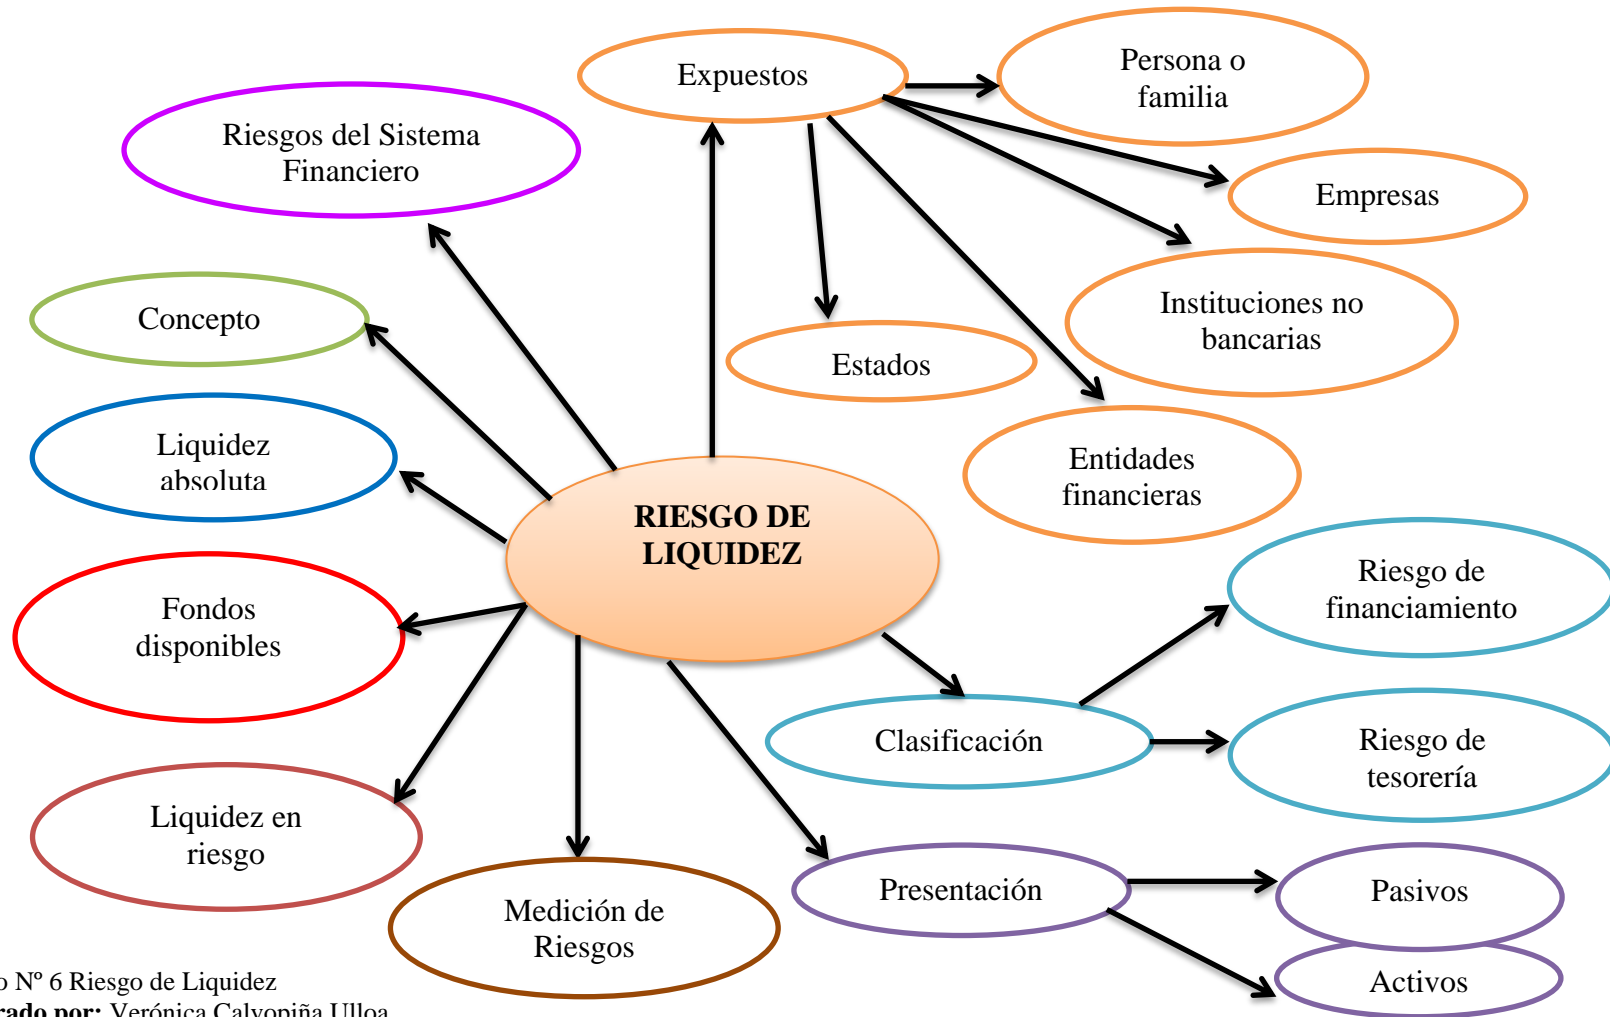 Expuestos
Persona o
familia
Riesgos del Sistema
Financiero
Empresas
Concepto
Instituciones no
bancarias
Estados
Liquidez
absoluta
Entidades
financieras
RIESGO DE
LIQUIDEZ
Riesgo de
financiamiento
Fondos
disponibles
Clasificación
Riesgo de
tesorería
Liquidez en
riesgo
Presentación
Pasivos
Medición de
Riesgos
Activos
o Nº 6 Riesgo de Liquidez
rado por: Verónica Calvopiña Ulloa